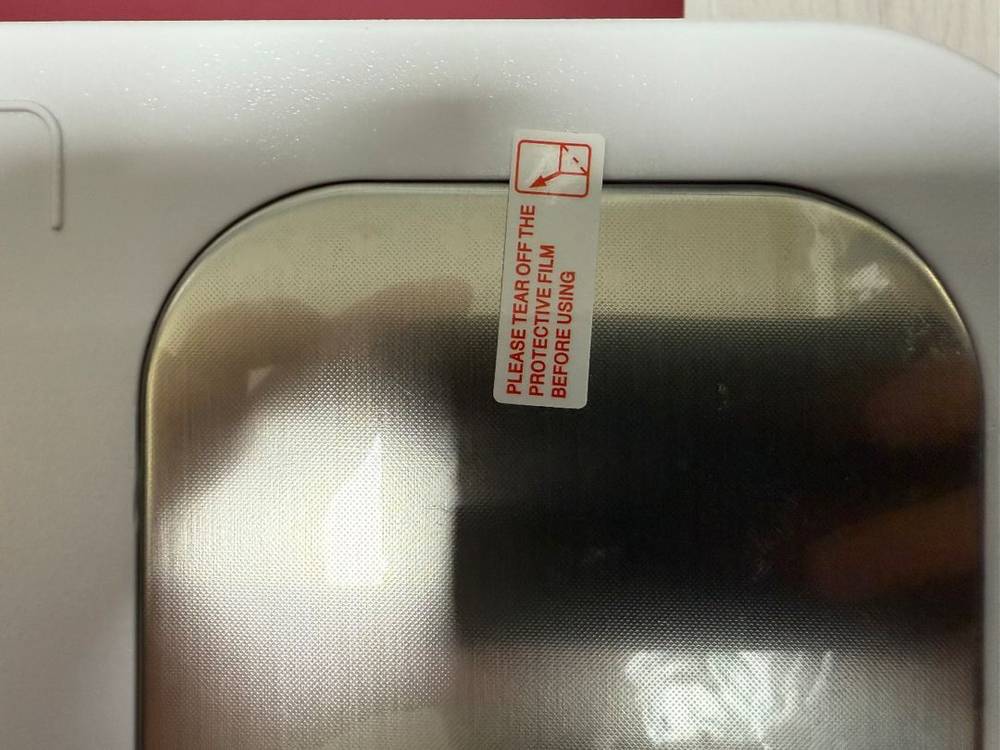 PLEASE TEAR OFF THE
PROTECTIVE FILM
BEFORE USING